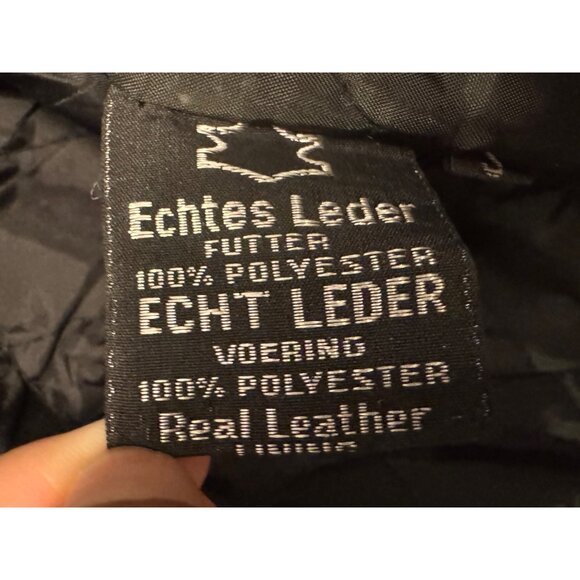 Echtes Leder
FUTTER
100% POLYESTER
ECHT LEDER
VOERING
100% POLYESTER
Real Leather